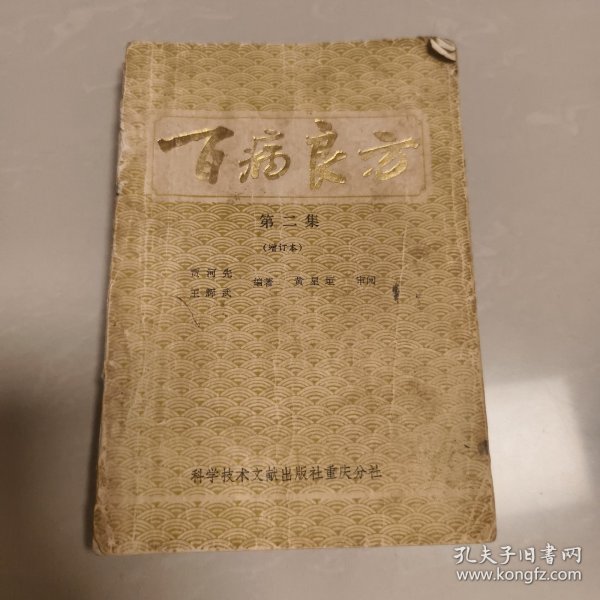 百病良方
第二集
(增订本)
贾河先
王辉武 编著 黄星垣 审阅
科学技术文献出版社重庆分社
孔夫子旧书网
www.kongfz.com